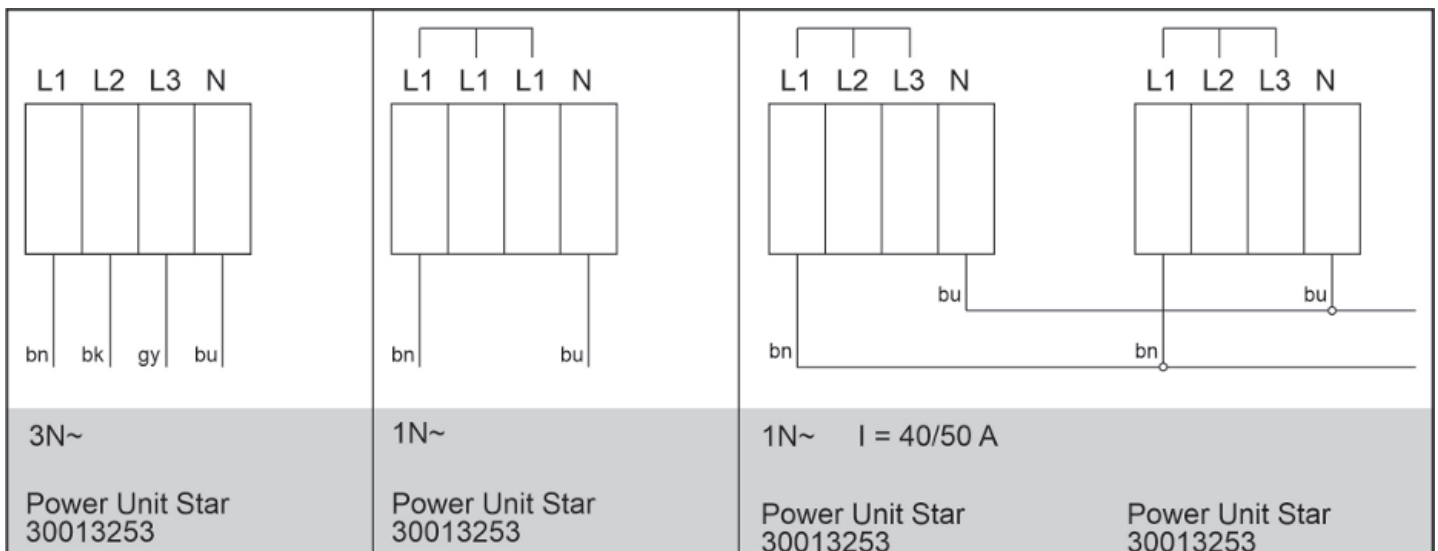 L1 L2 L3 N
bn bk gy bu
3N~
Power Unit Star
30013253
L1 L1 L1 N
bn bu
1N~
Power Unit Star
30013253
L1 L2 L3 N
L1 L2 L3 N
bu bu
bn bn
1N~ I = 40/50 A
Power Unit Star
30013253
Power Unit Star
30013253